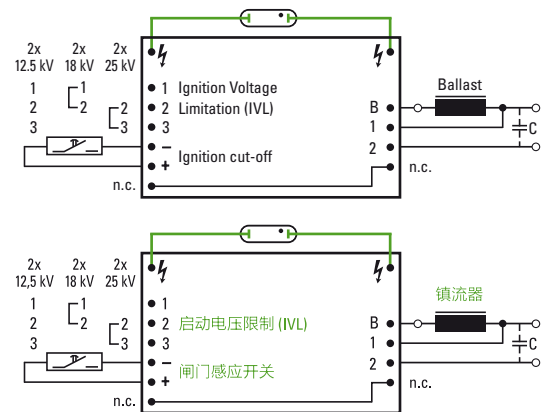 2x 2x 2x
12.5 kV 18 kV 25 kV
1 1 1 Ignition Voltage Ballast
2 2 2 2 Limitation (IVL) B
3 3 3 1 C
– Ignition cut-off 2
+
n.c. n.c.
2x 2x 2x
12,5 kV 18 kV 25 kV
1 1 1 镇流器
2 2 2 2 启动电压限制 (IVL) B
3 3 3 1 C
– 闸门感应开关 2
+
n.c. n.c.